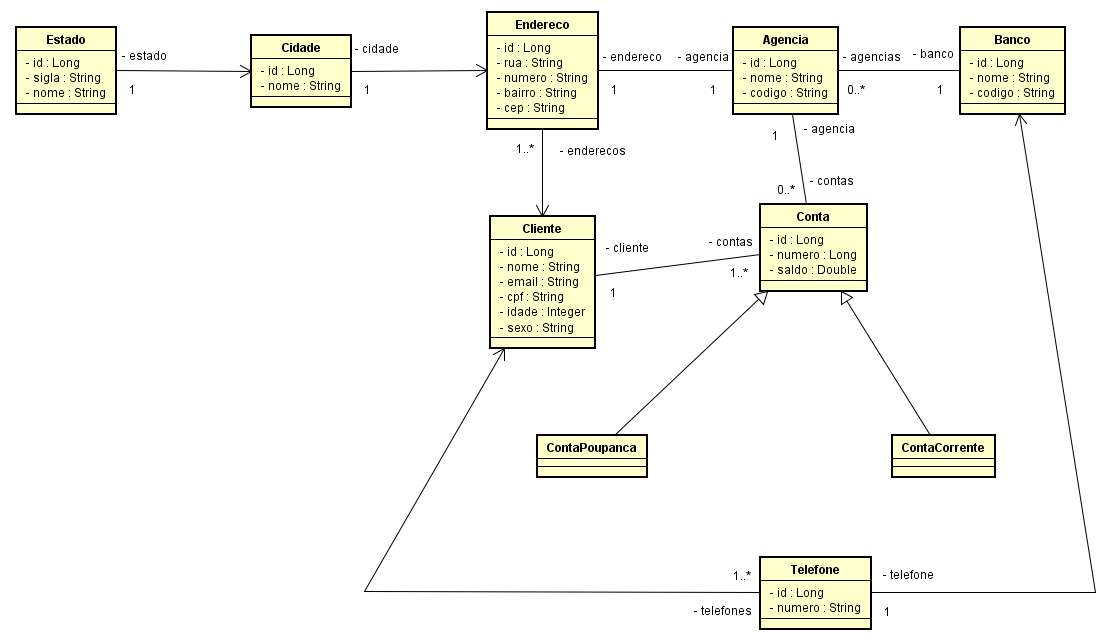 Estado
- id : Long
- sigla : String
- nome : String
- estado
1
Cidade
- id : Long
- nome : String
- cidade
1
Endereco
- id : Long
- rua : String
- numero : String
- bairro : String
- cep : String
- endereco
1
- agencia
1
Agencia
- id : Long
- nome : String
- codigo : String
- agencias
0..*
- banco
1
Banco
- id : Long
- nome : String
- codigo : String
1..*
- enderecos
1
- agencia
0..*
- contas
Cliente
- id : Long
- nome : String
- email : String
- cpf : String
- idade : Integer
- sexo : String
- cliente
1
- contas
1..*
Conta
- id : Long
- numero : Long
- saldo : Double
ContaPoupanca
ContaCorrente
1..*
- telefones
Telefone
- id : Long
- numero : String
- telefone
1